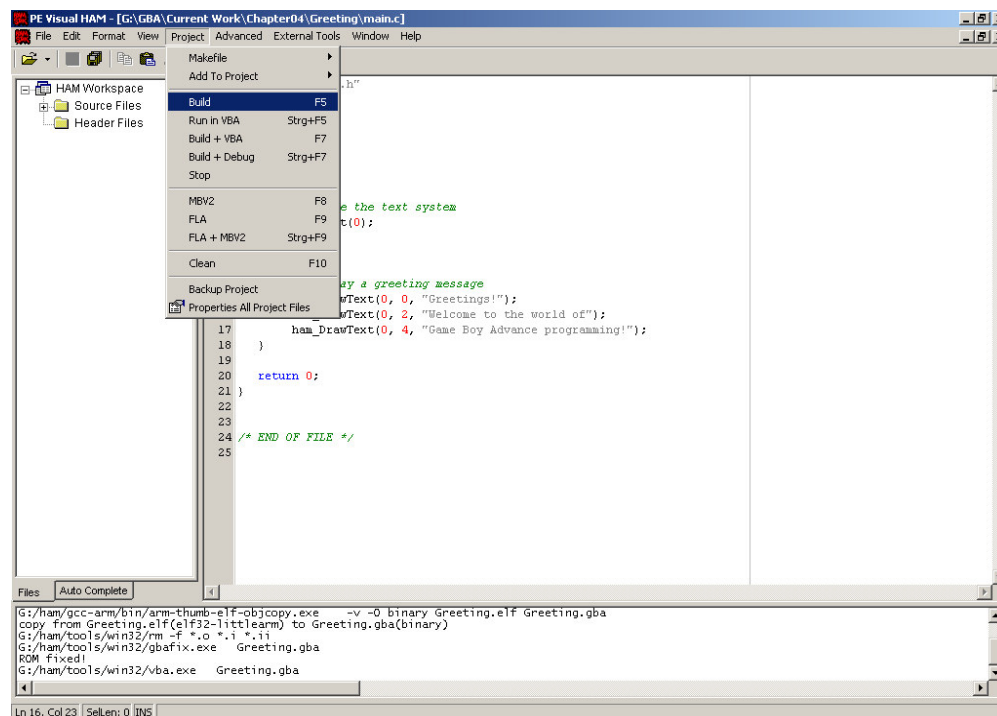 PE Visual HAM - [G:\GBA\Current Work\Chapter04\Greeting\main.c]
File Edit Format View Project Advanced External Tools Window Help
Makefile
Add To Project
Build F5
Run in VBA Strg+F5
Build + VBA F7
Build + Debug Strg+F7
Stop
MBV2 F8
FLA F9
FLA + MBV2 Strg+F9
Clean F10
Backup Project
Properties All Project Files
HAM Workspace
Source Files
Header Files
.h"
e the text system
t(0);
ay a greeting message
wText(0, 0, "Greetings!");
wText(0, 2, "Welcome to the world of");
17 ham_DrawText(0, 4, "Game Boy Advance programming!");
18 }
19
20 return 0;
21 }
22
23
24 /* END OF FILE */
25
Files Auto Complete
G:/ham/gcc-arm/bin/arm-thumb-elf-objcopy.exe -v -O binary Greeting.elf Greeting.gba
copy from Greeting.elf(elf32-littlearm) to Greeting.gba(binary)
G:/ham/tools/win32/rm -f *.o *.i *.ii
G:/ham/tools/win32/gbafix.exe Greeting.gba
ROM fixed!
G:/ham/tools/win32/vba.exe Greeting.gba
Ln 16, Col 23 SelLen: 0 INS